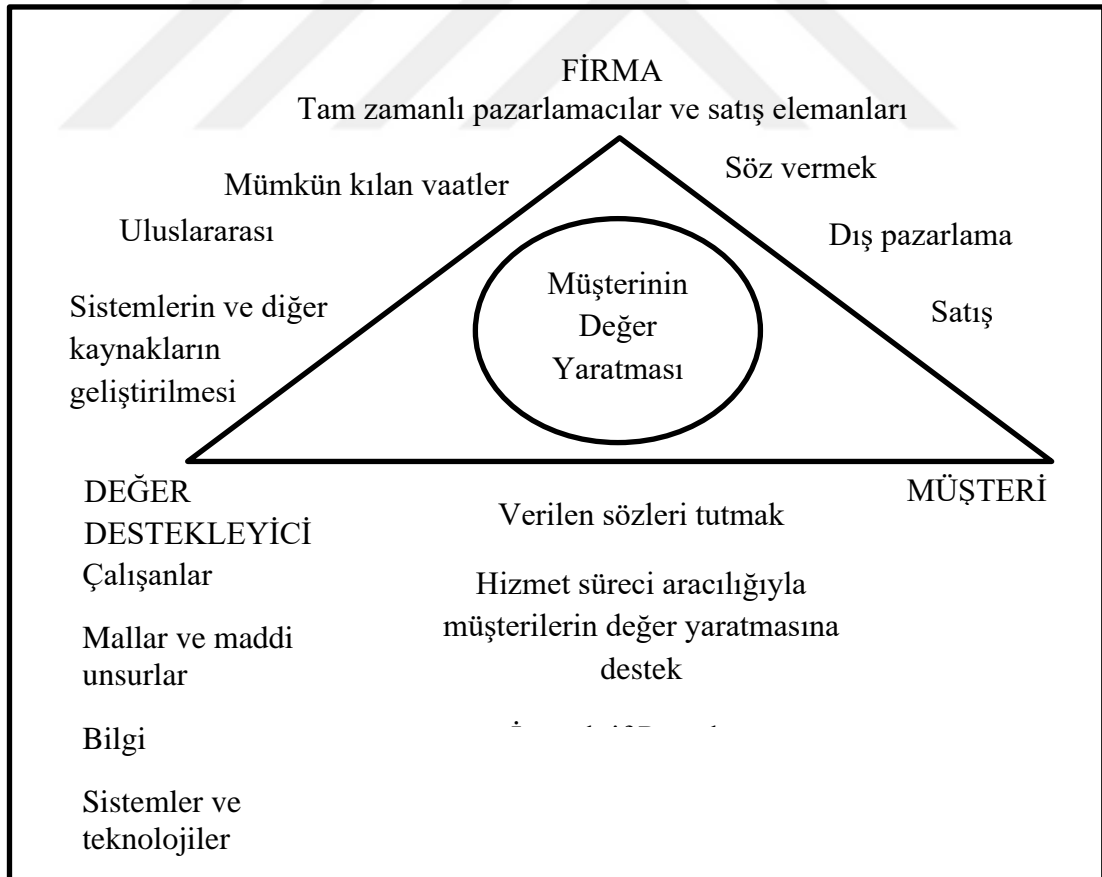 FİRMA
Tam zamanlı pazarlamacılar ve satış elemanları
Mümkün kılan vaatler
Söz vermek
Uluslararası
Dış pazarlama
Sistemlerin ve diğer
kaynakların
geliştirilmesi
Müşterinin
Değer
Yaratması
Satış
DEĞER
DESTEKLEYİCİ
Çalışanlar
Mallar ve maddi
unsurlar
Bilgi
Sistemler ve
teknolojiler
Verilen sözleri tutmak
Hizmet süreci aracılığıyla
müşterilerin değer yaratmasına
destek
MÜŞTERİ